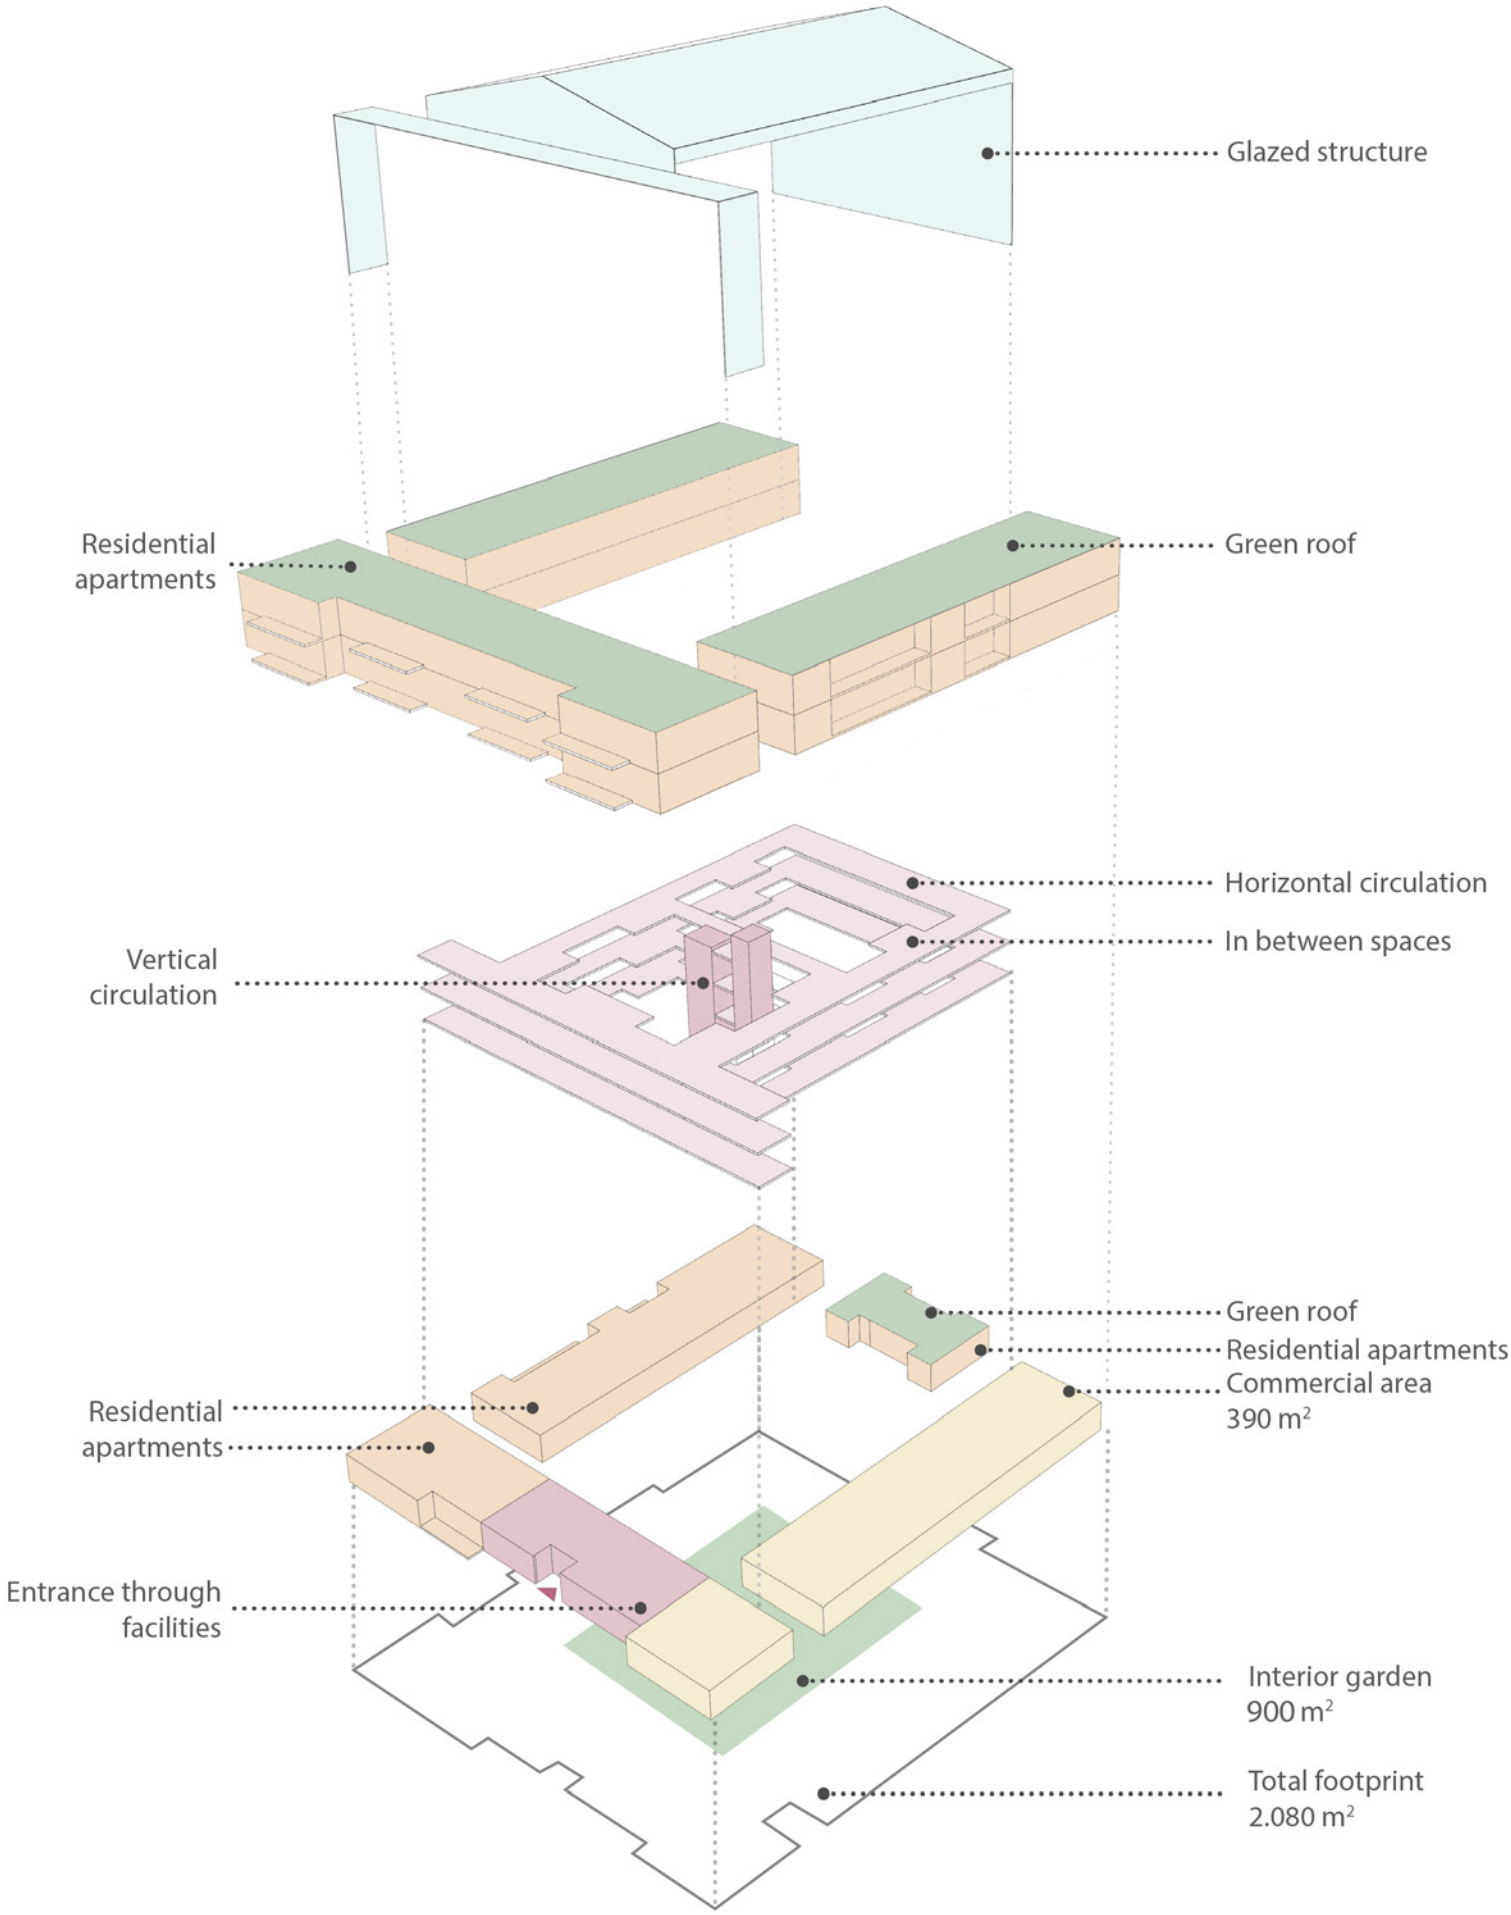 Glazed structure
Residential
apartments
Green roof
Horizontal circulation
In between spaces
Vertical
circulation
Green roof
Residential apartments
Commercial area
390 m²
Residential
apartments
Entrance through
facilities
Interior garden
900 m²
Total footprint
2.080 m²